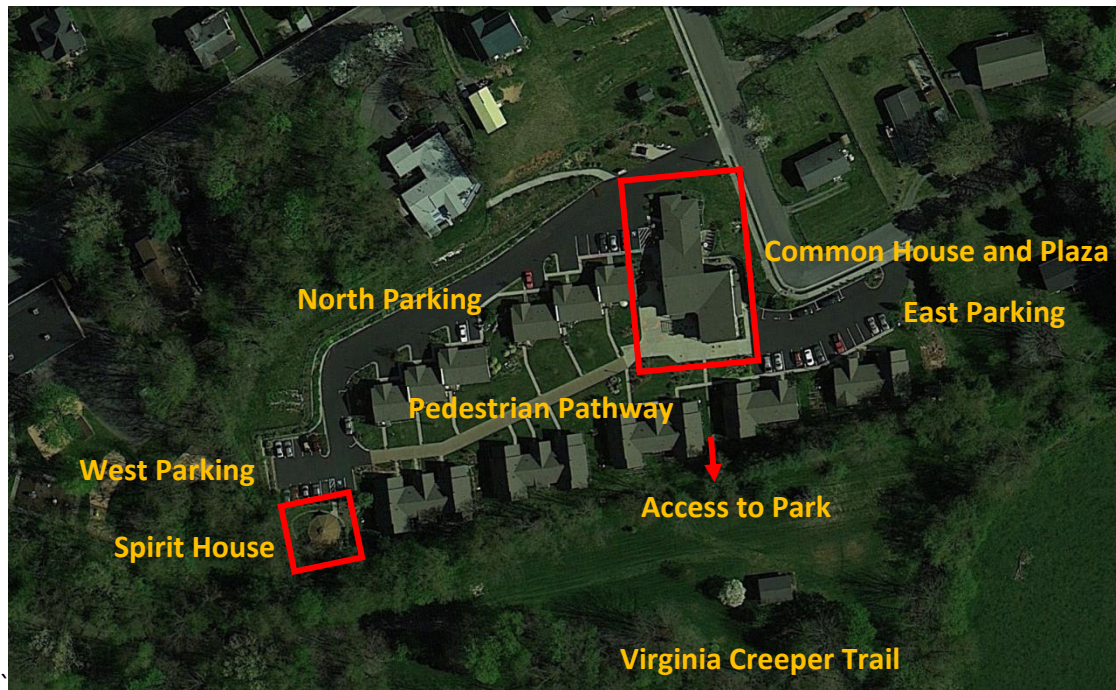 Common House and Plaza
North Parking
East Parking
Pedestrian Pathway
West Parking
Access to Park
Spirit House
Virginia Creeper Trail
`